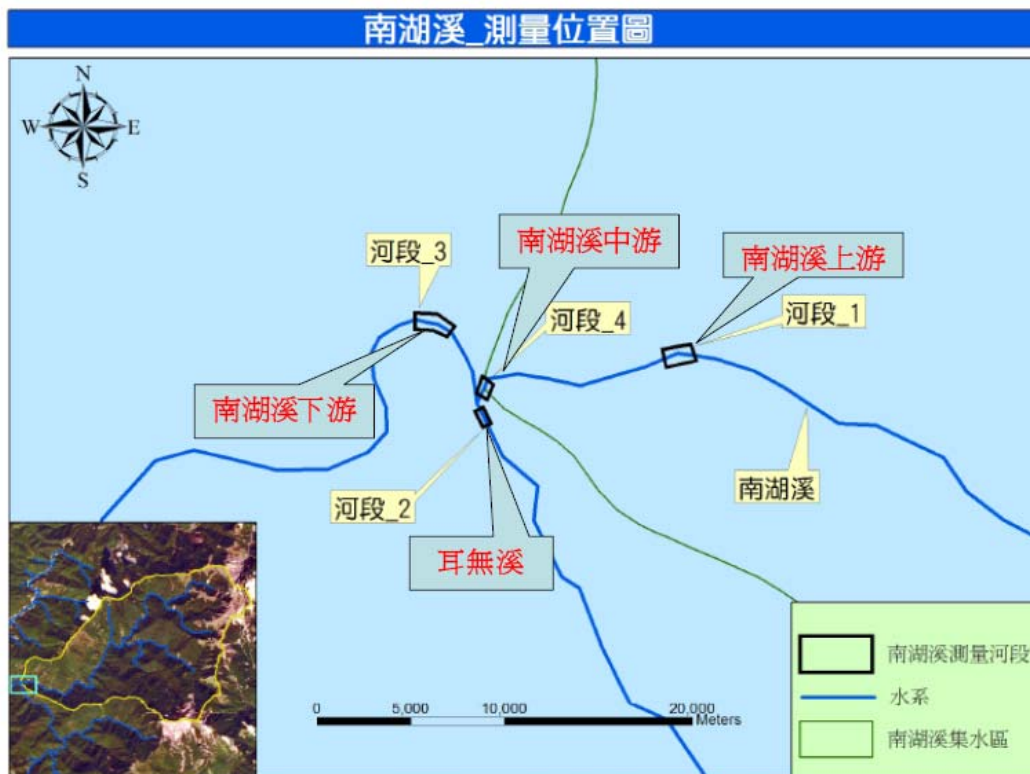 南湖溪_測量位置圖
N
W
E
S
河段_3
南湖溪中游
南湖溪上游
河段_4
河段_1
南湖溪下游
河段_2
南湖溪
耳無溪
南湖溪測量河段
水系
南湖溪集水區
0 5,000 10,000 20,000
Meters